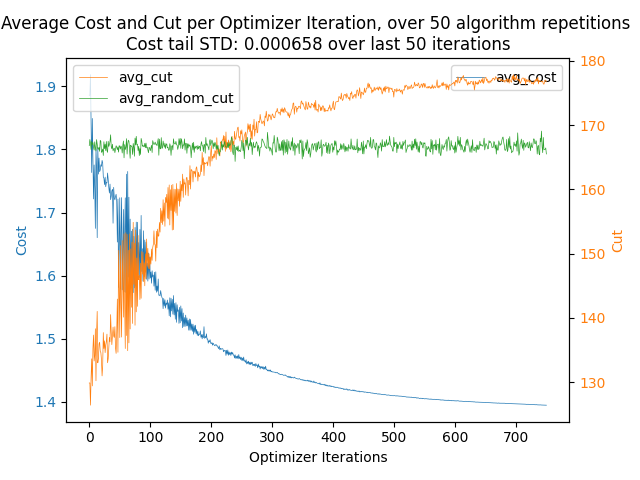 Average Cost and Cut per Optimizer Iteration, over 50 algorithm repetitions
Cost tail STD: 0.000658 over last 50 iterations
avg_cut
avg_random_cut
avg_cost
1.9
1.8
1.7
1.6
1.5
1.4
Cost
180
170
160
150
140
130
Cut
0 100 200 300 400 500 600 700
Optimizer Iterations